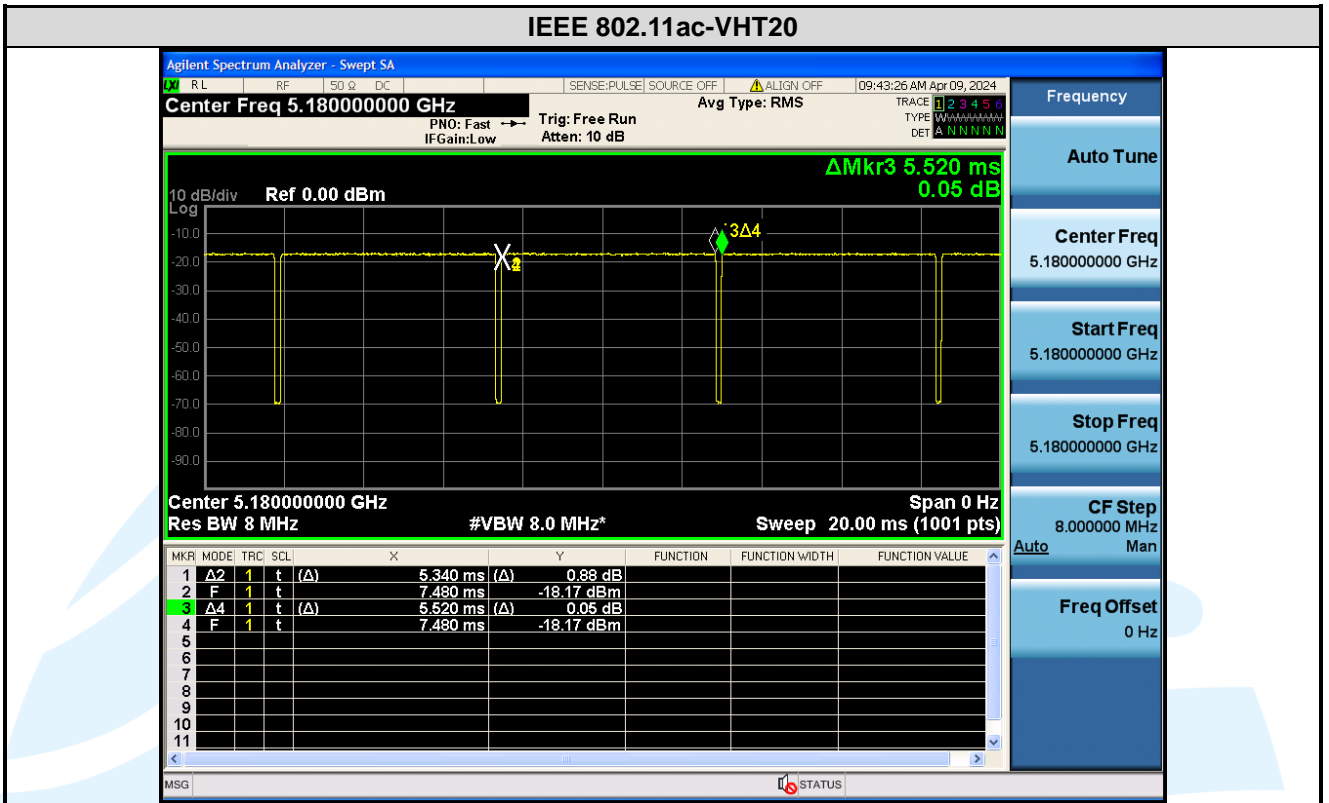 IEEE 802.11ac-VHT20
Agilent Spectrum Analyzer - Swept SA
LXI RL RF 50 Ω DC SENSE:PULSE SOURCE OFF ALIGN OFF 09:43:26 AM Apr 09, 2024
Center Freq 5.180000000 GHz Avg Type: RMS TRACE 1 2 3 4 5 6
PNO: Fast Trig: Free Run TYPE WWWWWW
IFGain:Low Atten: 10 dB DET A N N N N N
ΔMkr3 5.520 ms
0.05 dB
10 dB/div Ref 0.00 dBm
Log
-10.0
-20.0
-30.0
-40.0
-50.0
-60.0
-70.0
-80.0
-90.0
3Δ4
Center 5.180000000 GHz Span 0 Hz
Res BW 8 MHz #VBW 8.0 MHz* Sweep 20.00 ms (1001 pts)
MKR MODE TRC SCL X Y FUNCTION FUNCTION WIDTH FUNCTION VALUE
1 Δ2 1 t (Δ) 5.340 ms (Δ) 0.88 dB
2 F 1 t 7.480 ms -18.17 dBm
3 Δ4 1 t (Δ) 5.520 ms (Δ) 0.05 dB
4 F 1 t 7.480 ms -18.17 dBm
5
6
7
8
9
10
11
MSG STATUS
Frequency
Auto Tune
Center Freq
5.180000000 GHz
Start Freq
5.180000000 GHz
Stop Freq
5.180000000 GHz
CF Step
8.000000 MHz
Auto Man
Freq Offset
0 Hz